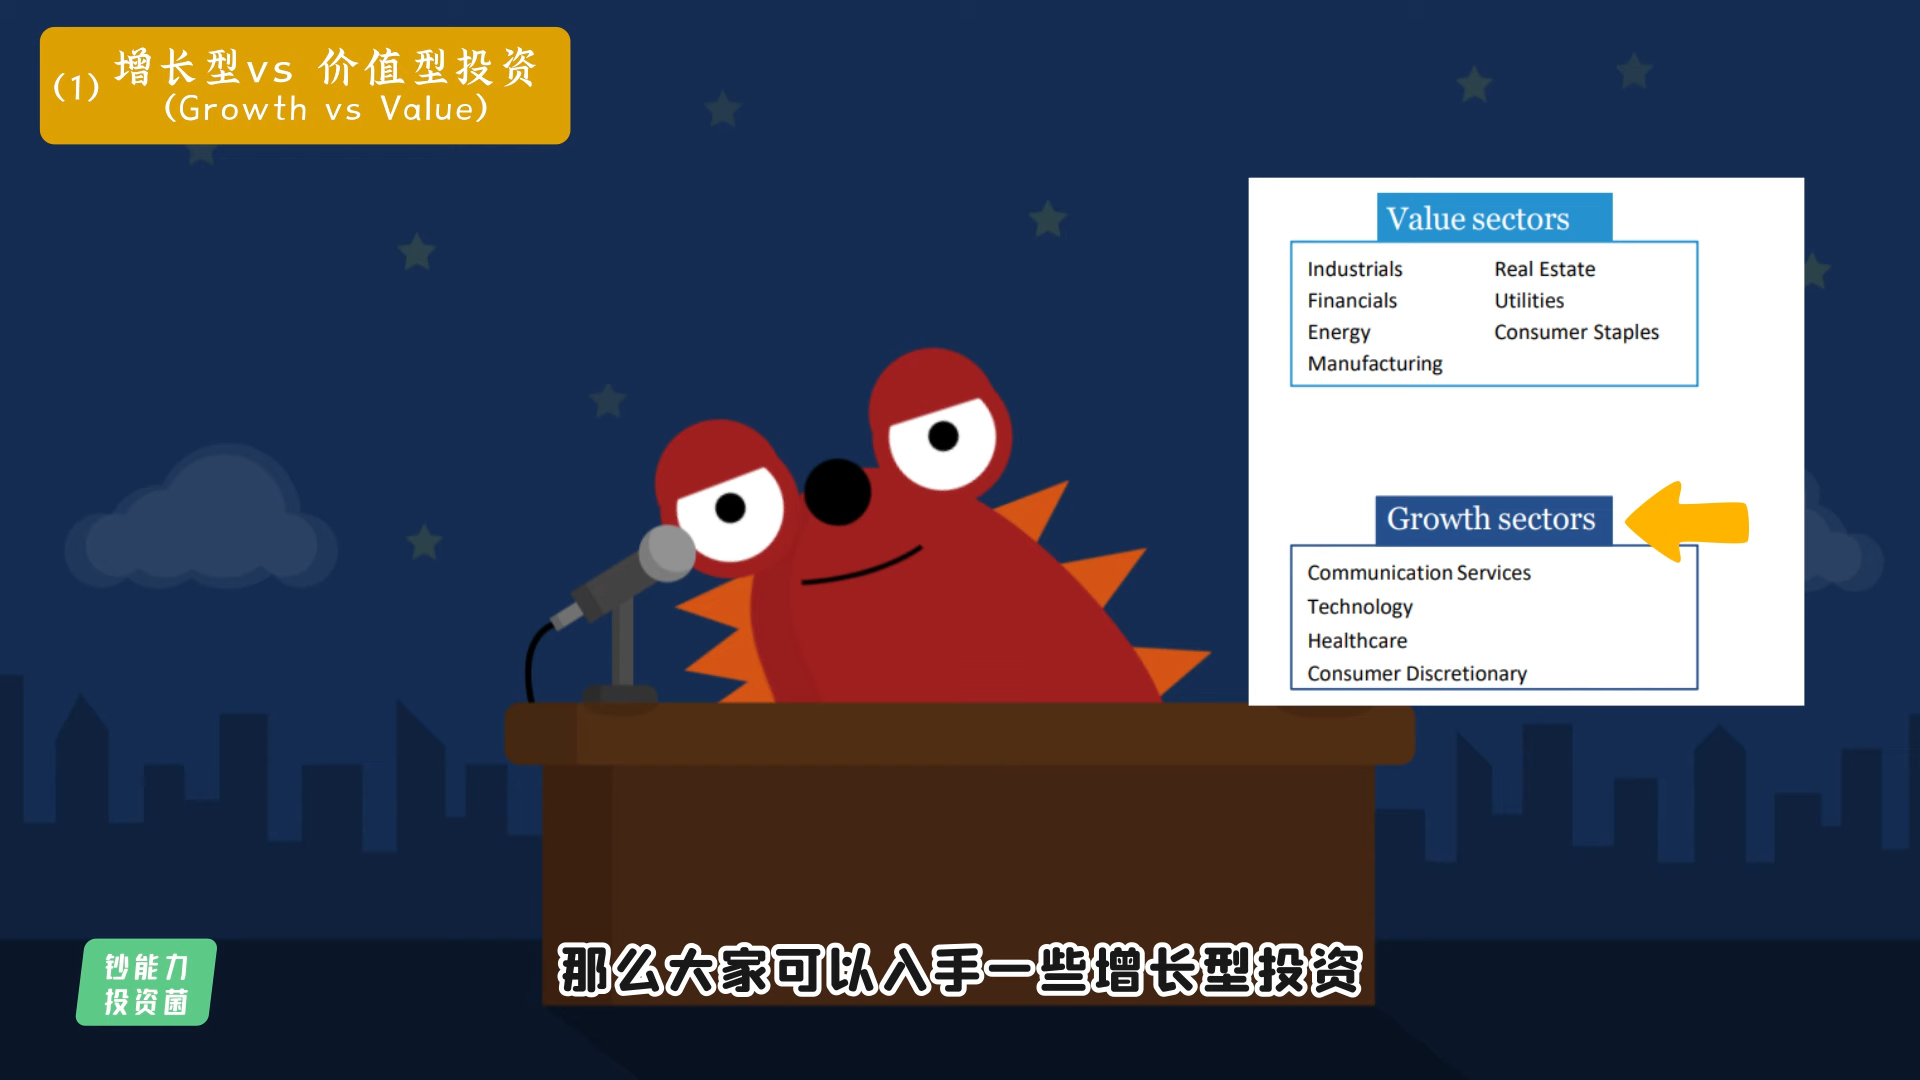 (1)
增长型vs 价值型投资
(Growth vs Value)
Value sectors
Industrials
Financials
Energy
Manufacturing
Real Estate
Utilities
Consumer Staples
Growth sectors
Communication Services
Technology
Healthcare
Consumer Discretionary
钞能力
投资菌
那么大家可以入手一些增长型投资